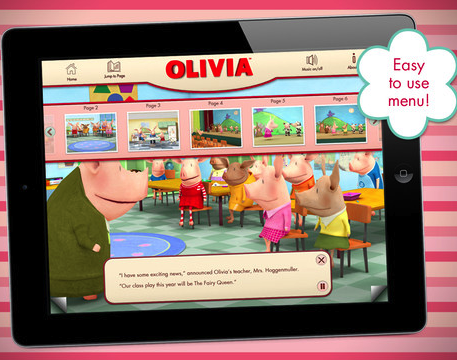 Home
Jump to Page
OLIVIA
Music on/off
About
Page 2
Page 3
Page 4
Page 5
Page 6
Easy
to use
menu!
"I have some exciting news," announced Olivia's teacher, Mrs. Hoggenmuller.
"Our class play this year will be The Fairy Queen."